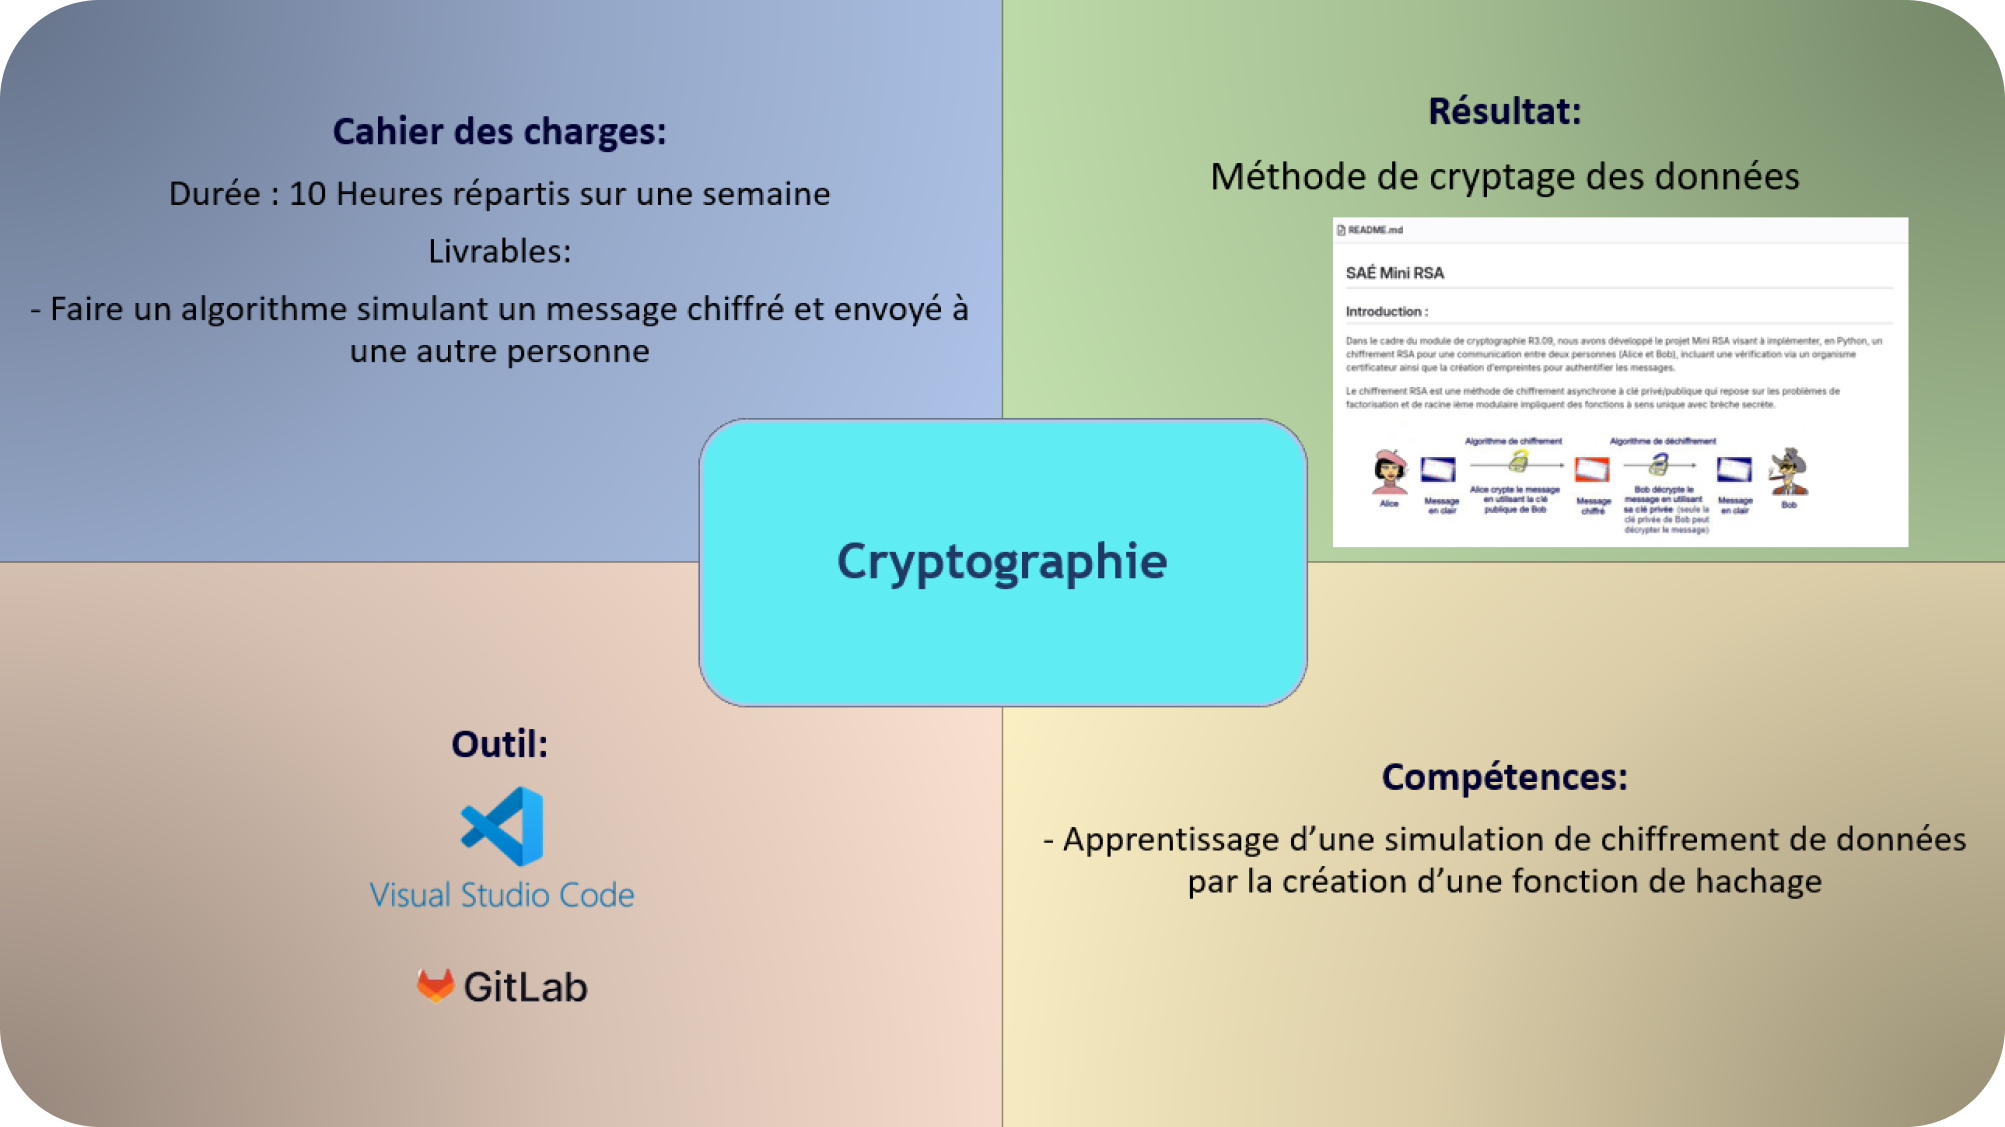 Cahier des charges:
Durée : 10 Heures répartis sur une semaine
Livrables:
- Faire un algorithme simulant un message chiffré et envoyé à
une autre personne
Résultat:
Méthode de cryptage des données
README.md
SAÉ Mini RSA
Introduction :
Dans le cadre du module de cryptographie R3.09, nous avons développé le projet Mini RSA visant à implémenter, en Python, un
chiffrement RSA pour une communication entre deux personnes (Alice et Bob), incluant une vérification via un organisme
certificateur ainsi que la création d'empreintes pour authentifier les messages.
Le chiffrement RSA est une méthode de chiffrement asynchrone à clé privé/publique qui repose sur les problèmes de
factorisation et de racine ième modulaire impliquent des fonctions à sens unique avec brèche secrète.
Algorithme de chiffrement
Algorithme de déchiffrement
Alice
Message
en clair
Alice crypte le message
en utilisant la clé
publique de Bob
Message
chiffré
Bob décrypte le
message en utilisant
sa clé privée (seule la
clé privée de Bob peut
décrypter le message)
Message
en clair
Bob
Cryptographie
Outil:
Visual Studio Code
GitLab
Compétences:
- Apprentissage d’une simulation de chiffrement de données
par la création d’une fonction de hachage